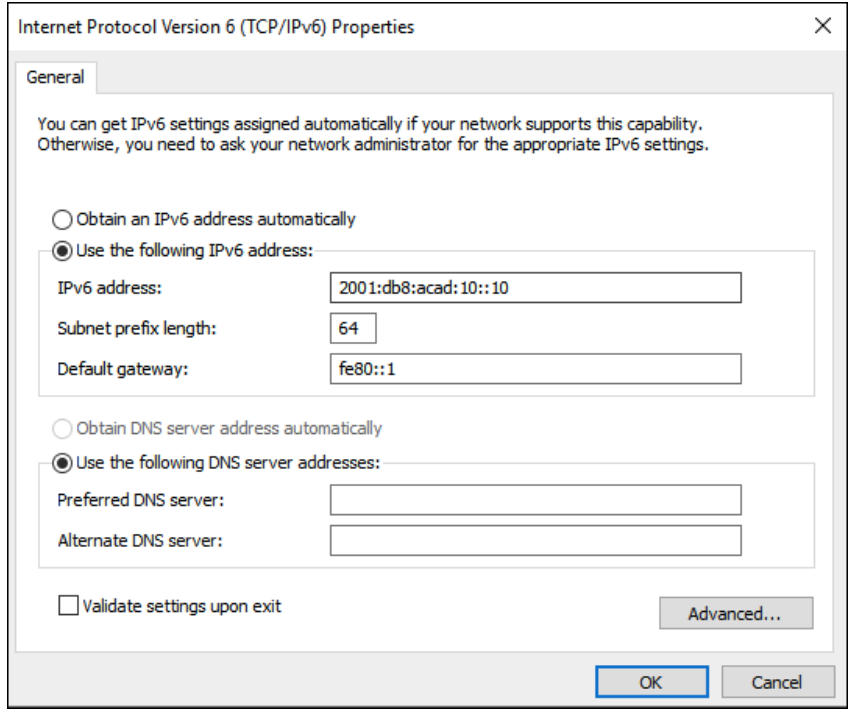 Internet Protocol Version 6 (TCP/IPv6) Properties
General
You can get IPv6 settings assigned automatically if your network supports this capability.
Otherwise, you need to ask your network administrator for the appropriate IPv6 settings.
Obtain an IPv6 address automatically
Use the following IPv6 address:
IPv6 address: 2001:db8:acad:10::10
Subnet prefix length: 64
Default gateway: fe80::1
Obtain DNS server address automatically
Use the following DNS server addresses:
Preferred DNS server:
Alternate DNS server:
Validate settings upon exit
Advanced...
OK Cancel